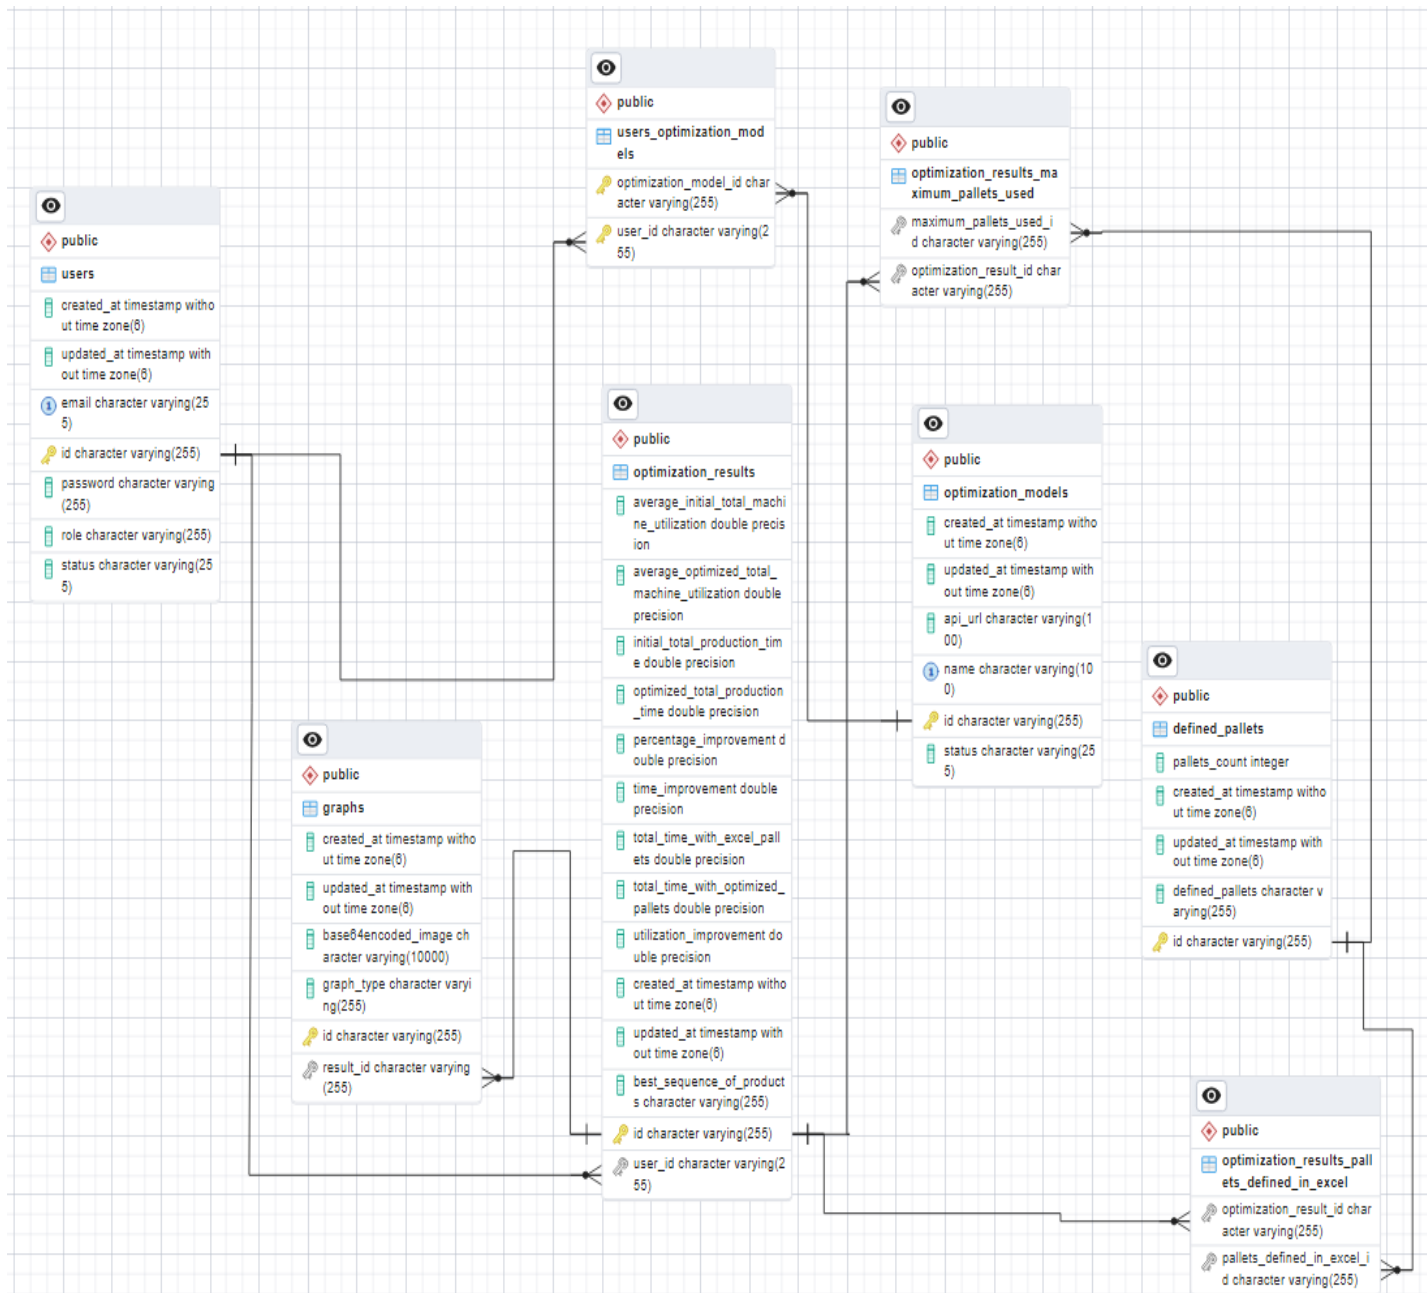 public
users_optimization_mod
els
optimization_model_id char
acter varying(255)
user_id character varying(2
55)
public
optimization_results_ma
ximum_pallets_used
maximum_pallets_used_i
d character varying(255)
optimization_result_id char
acter varying(255)
public
users
created_at timestamp witho
ut time zone(6)
updated_at timestamp with
out time zone(6)
email character varying(25
5)
id character varying(255)
password character varying
(255)
role character varying(255)
status character varying(25
5)
public
optimization_results
average_initial_total_machi
ne_utilization double precis
ion
average_optimized_total_
machine_utilization double
precision
initial_total_production_tim
e double precision
optimized_total_production
_time double precision
percentage_improvement d
ouble precision
time_improvement double
precision
total_time_with_excel_pall
ets double precision
total_time_with_optimized_
pallets double precision
utilization_improvement do
uble precision
created_at timestamp witho
ut time zone(6)
updated_at timestamp with
out time zone(6)
best_sequence_of_product
s character varying(255)
id character varying(255)
user_id character varying(2
55)
public
optimization_models
created_at timestamp witho
ut time zone(6)
updated_at timestamp with
out time zone(6)
api_url character varying(1
00)
1 name character varying(10
0)
id character varying(255)
status character varying(25
5)
public
defined_pallets
pallets_count integer
created_at timestamp witho
ut time zone(6)
updated_at timestamp with
out time zone(6)
defined_pallets character v
arying(255)
id character varying(255)
public
graphs
created_at timestamp witho
ut time zone(6)
updated_at timestamp with
out time zone(6)
base64encoded_image ch
aracter varying(10000)
graph_type character varyi
ng(255)
id character varying(255)
result_id character varying
(255)
public
optimization_results_pall
ets_defined_in_excel
optimization_result_id char
acter varying(255)
pallets_defined_in_excel_i
d character varying(255)